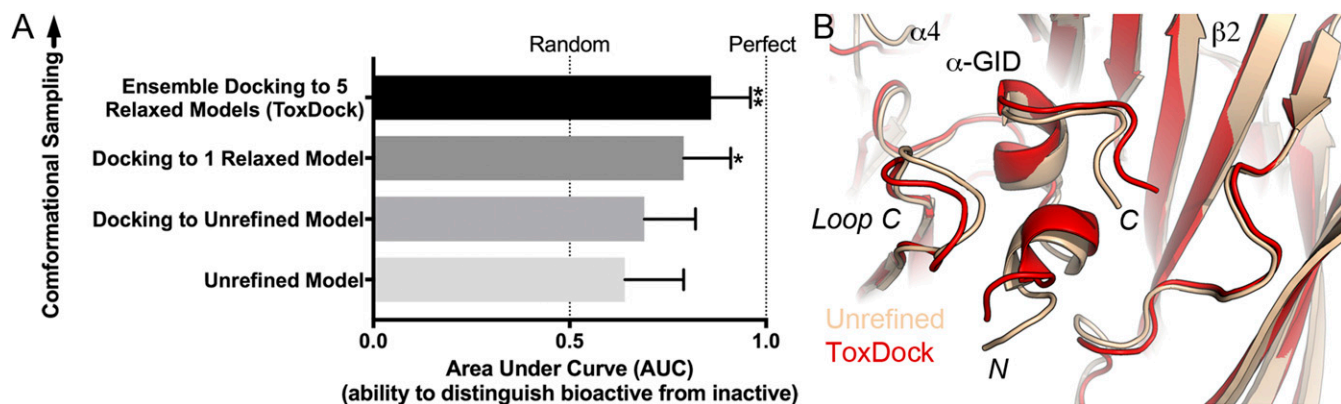 A
Comformational Sampling
Random
Perfect
Ensemble Docking to 5
Relaxed Models (ToxDock)
**
Docking to 1 Relaxed Model
*
Docking to Unrefined Model
Unrefined Model
0.0
0.5
1.0
Area Under Curve (AUC)
(ability to distinguish bioactive from inactive)
B
α4
β2
α-GID
Loop C
C
Unrefined
ToxDock
N